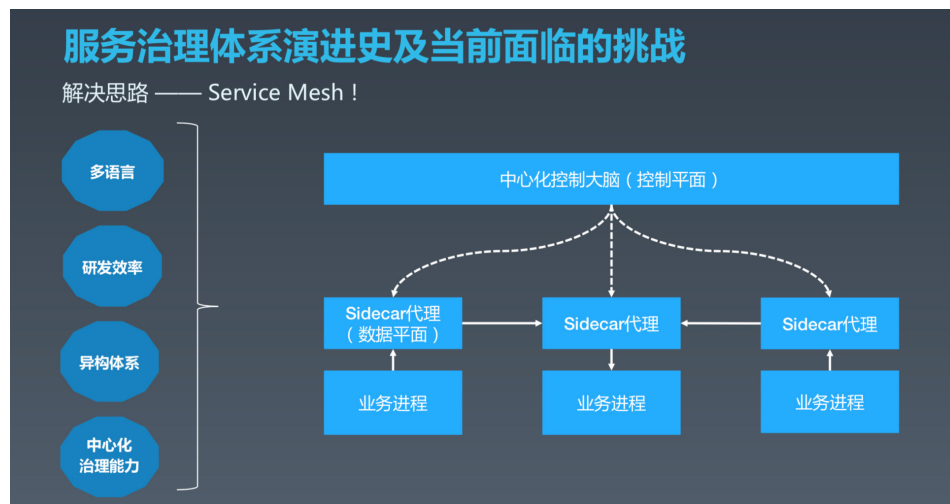 服务治理体系演进史及当前面临的挑战
解决思路 —— Service Mesh！
多语言
研发效率
异构体系
中心化
治理能力
中心化控制大脑（控制平面）
Sidecar代理
（数据平面）
Sidecar代理
Sidecar代理
业务进程
业务进程
业务进程